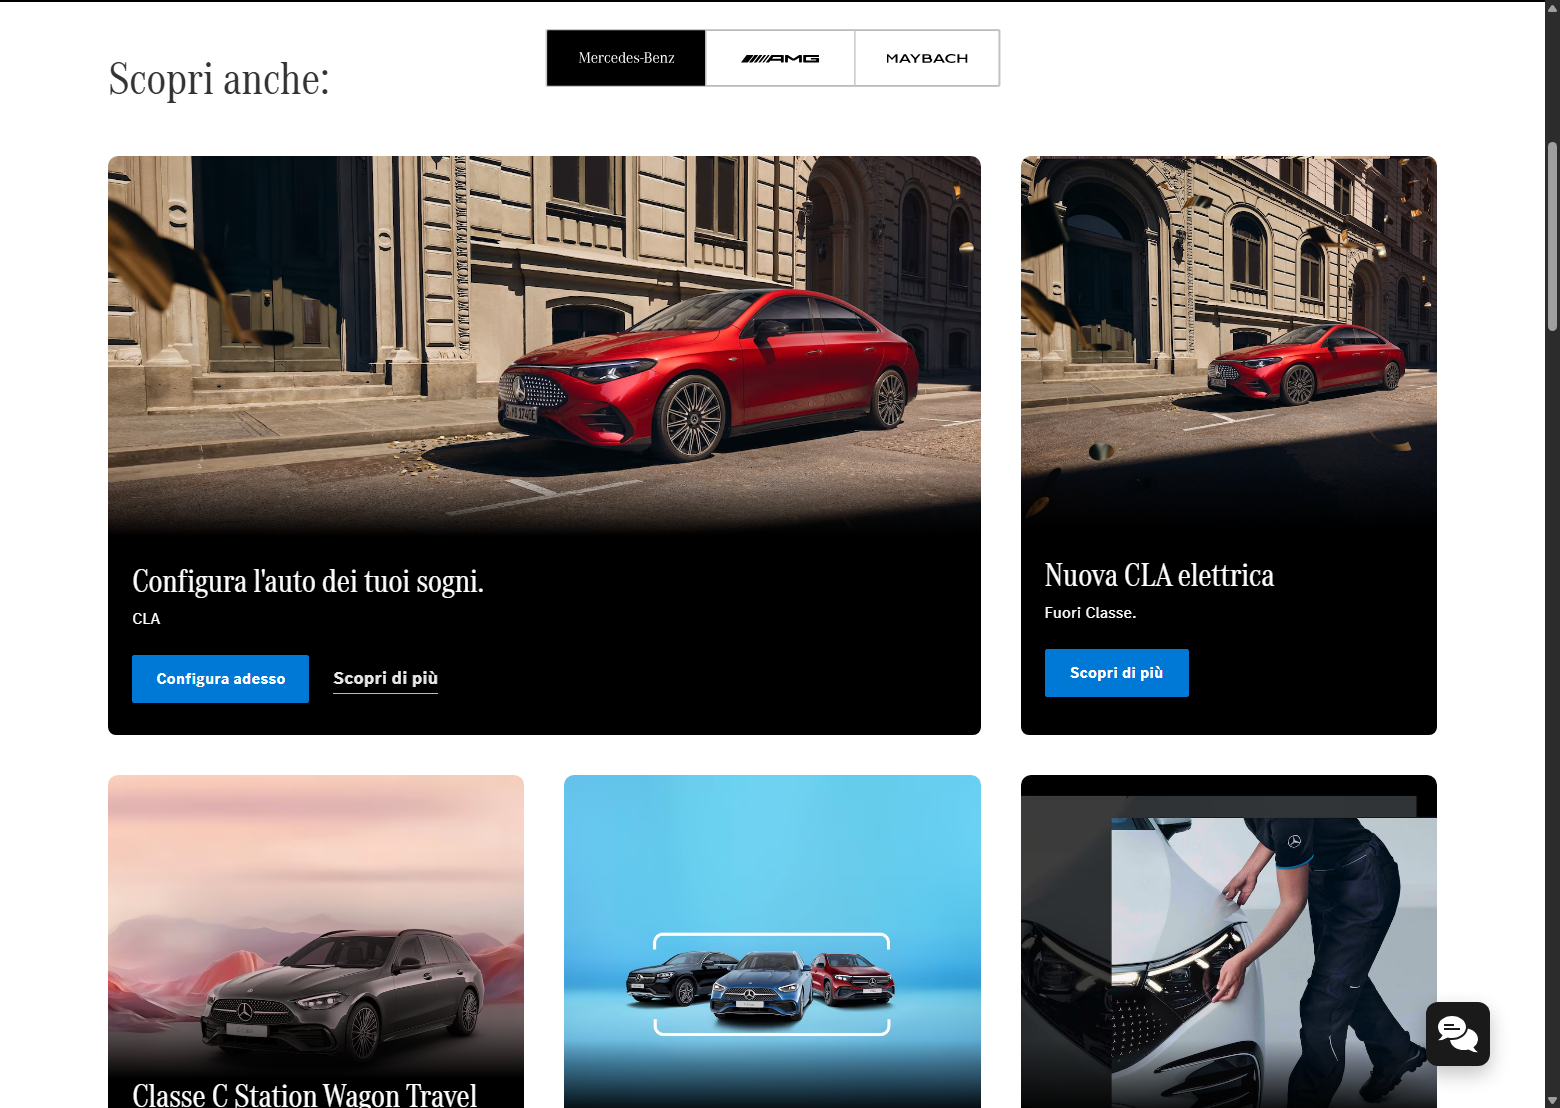 Scopri anche:
Mercedes-Benz
AMG
MAYBACH
Configura l'auto dei tuoi sogni.
CLA
Configura adesso
Scopri di più
Nuova CLA elettrica
Fuori Classe.
Scopri di più
Classe C Station Wagon Travel